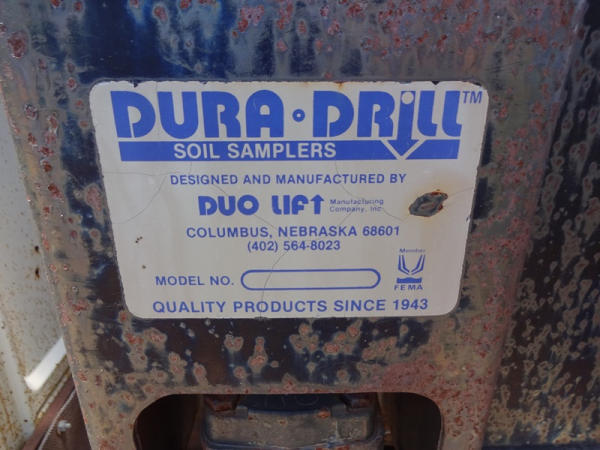 DURA·DRILL™
SOIL SAMPLERS
DESIGNED AND MANUFACTURED BY
DUO LIFT Manufacturing Company, Inc.
COLUMBUS, NEBRASKA 68601
(402) 564-8023
Member
FEMA
MODEL NO.
QUALITY PRODUCTS SINCE 1943